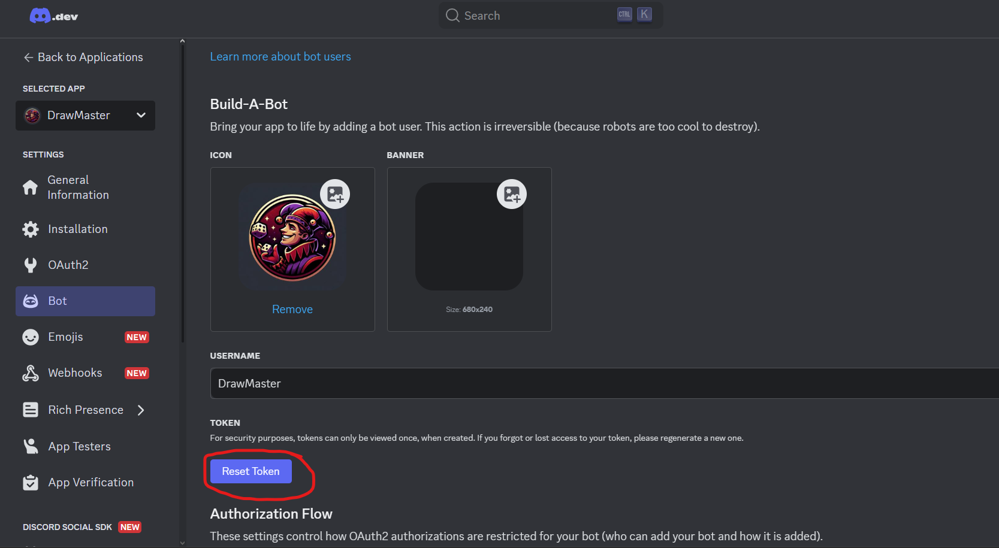 .dev
Search
CTRL K
Back to Applications
SELECTED APP
DrawMaster
SETTINGS
General
Information
Installation
OAuth2
Bot
Emojis NEW
Webhooks NEW
Rich Presence
App Testers
App Verification
DISCORD SOCIAL SDK NEW
Learn more about bot users
Build-A-Bot
Bring your app to life by adding a bot user. This action is irreversible (because robots are too cool to destroy).
ICON BANNER
Remove
Size: 680x240
USERNAME
DrawMaster
TOKEN
For security purposes, tokens can only be viewed once, when created. If you forgot or lost access to your token, please regenerate a new one.
Reset Token
Authorization Flow
These settings control how OAuth2 authorizations are restricted for your bot (who can add your bot and how it is added).